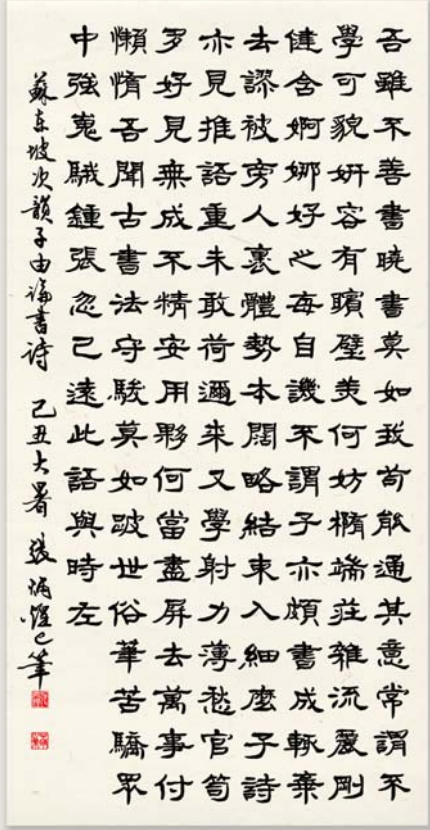 吾雖不善書曉書莫如我苟能通其意常謂不
學可貌妍容有矉璧美何妨橢端莊雜流麗剛
健含婀娜好之每自譏不謂子亦頗書成輒棄
去謬被旁人裹體勢本闊略結束入細麼子詩
亦見推語重未敢荷邇來又學射力薄愁官笴
多好見無成不精安用夥何當盡屏去萬事付
懶惰吾聞古書法守駿莫如跛世俗筆苦驕眾
中強嵬騀鍾張忽已遠此語與時左
蘇東坡次韻子由論書詩 己丑大暑 張炳煌 筆